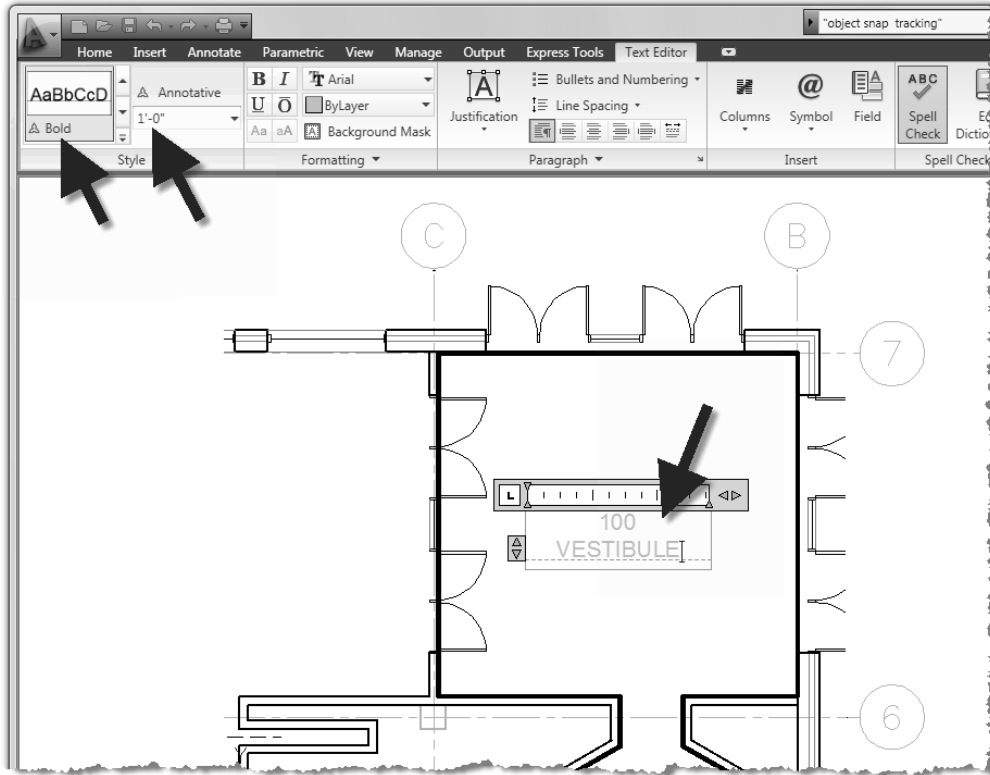 "object snap tracking"
Home Insert Annotate Parametric View Manage Output Express Tools Text Editor
AaBbCcD
Bold
Annotative
1'-0"
Style
B I Arial
U O ByLayer
Aa aA Background Mask
Formatting
A
Justification
Bullets and Numbering
Line Spacing
Paragraph
Columns
@
Symbol
A
Field
Insert
ABC
Spell
Check
Spell Check
C
B
7
L
100
VESTIBULE
6